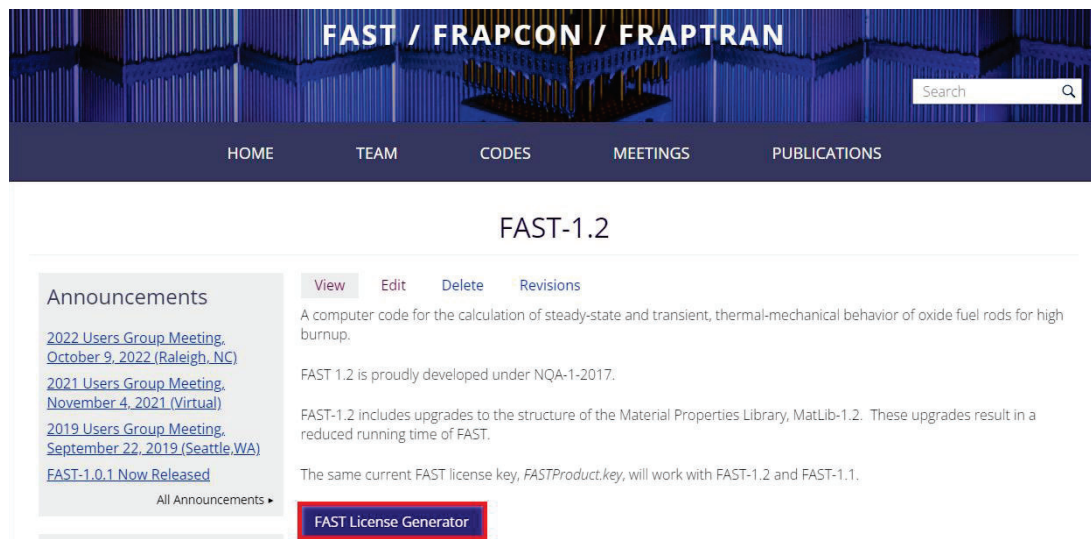 FAST / FRAPCON / FRAPTRAN
Search
HOME TEAM CODES MEETINGS PUBLICATIONS
FAST-1.2
Announcements
2022 Users Group Meeting,
October 9, 2022 (Raleigh, NC)
2021 Users Group Meeting,
November 4, 2021 (Virtual)
2019 Users Group Meeting,
September 22, 2019 (Seattle,WA)
FAST-1.0.1 Now Released
All Announcements ▸
View Edit Delete Revisions
A computer code for the calculation of steady-state and transient, thermal-mechanical behavior of oxide fuel rods for high
burnup.
FAST 1.2 is proudly developed under NQA-1-2017.
FAST-1.2 includes upgrades to the structure of the Material Properties Library, MatLib-1.2. These upgrades result in a
reduced running time of FAST.
The same current FAST license key, FASTProduct.key, will work with FAST-1.2 and FAST-1.1.
FAST License Generator